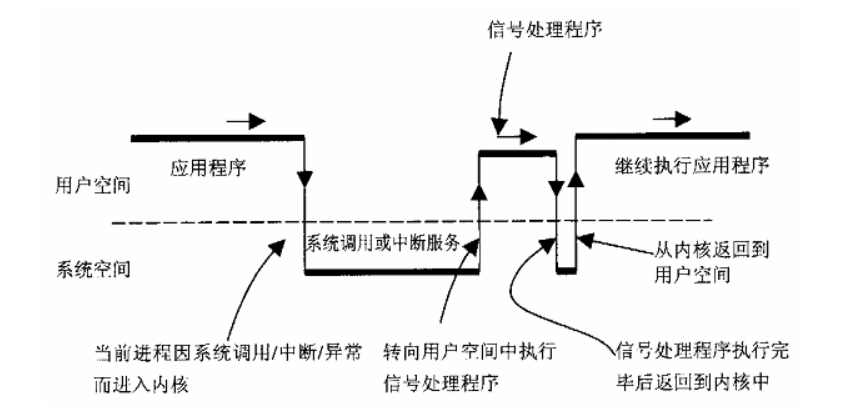 信号处理程序
应用程序
继续执行应用程序
用户空间
系统调用或中断服务
从内核返回到
用户空间
系统空间
当前进程因系统调用/中断/异常
而进入内核
转向用户空间中执行
信号处理程序
信号处理程序执行完
毕后返回到内核中